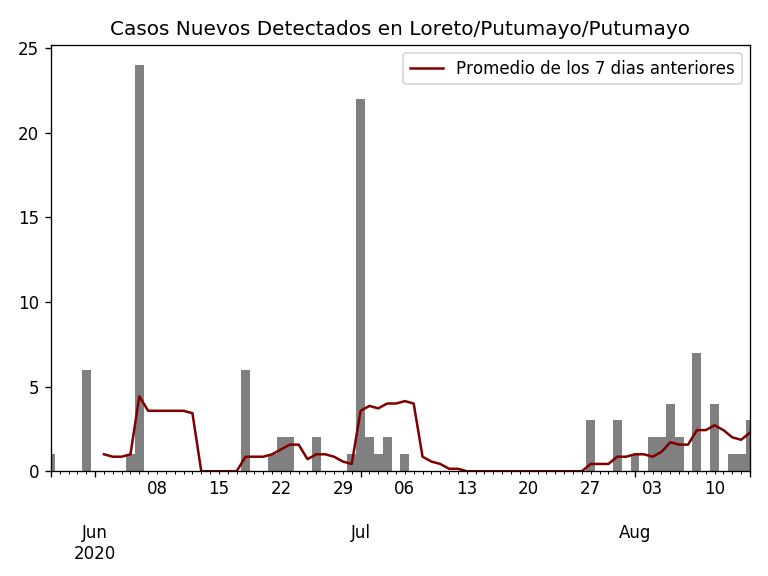 Casos Nuevos Detectados en Loreto/Putumayo/Putumayo
Promedio de los 7 dias anteriores
25
20
15
10
5
0
08 15 22 29 06 13 20 27 03 10
Jun Jul Aug
2020